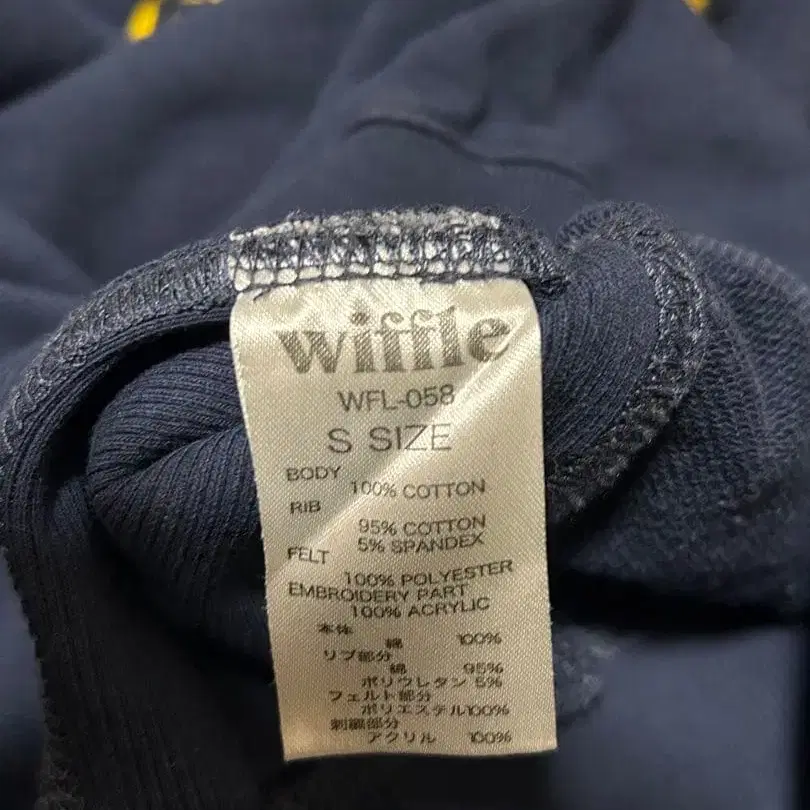 wiffle
WFL-058
S SIZE
BODY
100% COTTON
RIB
95% COTTON
5% SPANDEX
FELT
100% POLYESTER
EMBROIDERY PART
100% ACRYLIC
本体
綿 100%
リブ部分
綿 95%
ポリウレタン 5%
フェルト部分
ポリエステル100%
刺繍部分
アクリル 100%